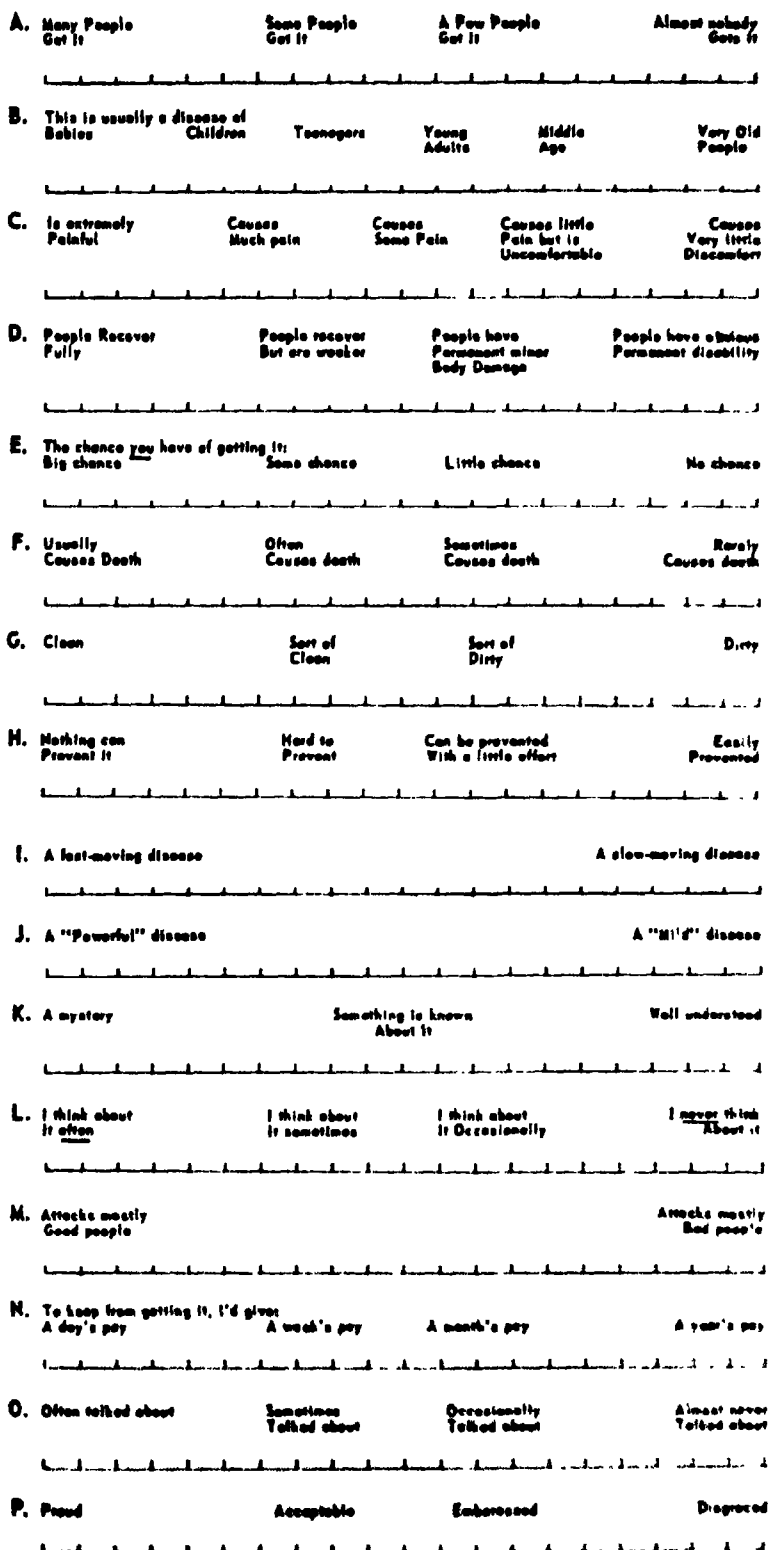 A. Many People Some People A Few People Almost nobody
Get It Get It Get It Gets It
B. This is usually a disease of
Babies Children Teenagers Young Middle Very Old
Adults Age People
C. Is extremely Causes Causes Causes little Causes
Painful Much pain Some Pain Pain but is Very little
Uncomfortable Discomfort
D. People Recover People recover People have People have obvious
Fully But are weaker Permanent minor Permanent disability
Body Damage
E. The chance you have of getting it:
Big chance Some chance Little chance No chance
F. Usually Often Sometimes Rarely
Causes Death Causes death Causes death Causes death
G. Clean Sort of Sort of Dirty
Clean Dirty
H. Nothing can Hard to Can be prevented Easily
Prevent It Prevent With a little effort Prevented
I. A fast-moving disease A slow-moving disease
J. A "Powerful" disease A "Mild" disease
K. A mystery Something is known Well understood
About It
L. I think about I think about I think about I never think
It often It sometimes It Occasionally About it
M. Attacks mostly Attacks mostly
Good people Bad people
N. To keep from getting it, I'd give:
A day's pay A week's pay A month's pay A year's pay
O. Often talked about Sometimes Occasionally Almost never
Talked about Talked about Talked about
P. Proud Acceptable Embarassed Disgraced